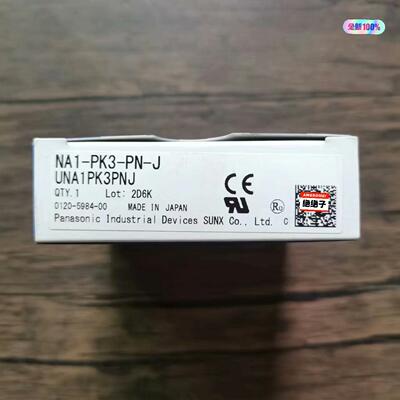 全新100%
NA1-PK3-PN-J
UNA1PK3PNJ
QTY.1 Lot: 2D6K
0120-5984-00 MADE IN JAPAN
Panasonic Industrial Devices SUNX Co., Ltd. C
CE
绝绝子